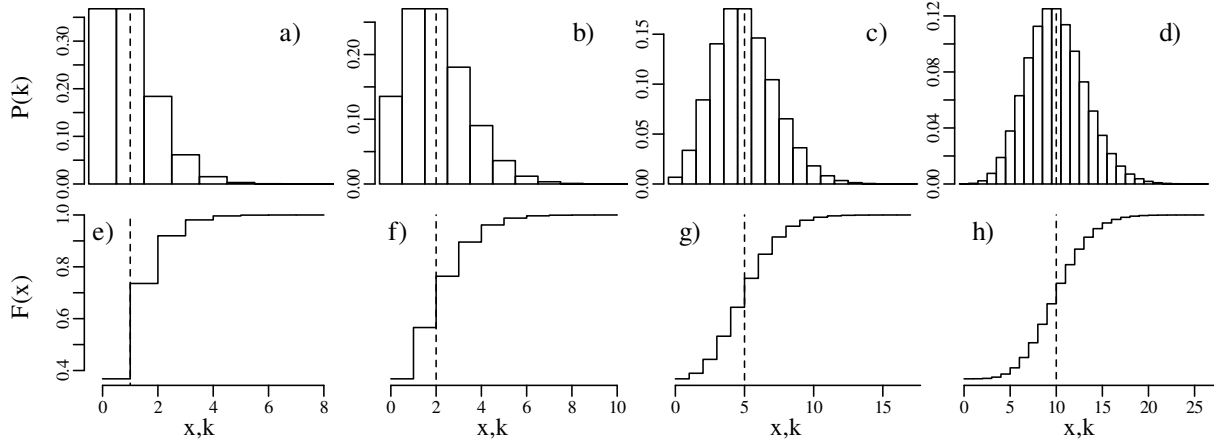 a) b) c) d)
P(k)
0.00 0.10 0.20 0.30
0.00 0.10 0.20
0.00 0.05 0.10 0.15
0.00 0.04 0.08 0.12
e) f) g) h)
F(x)
0.4 0.6 0.8 1.0
0 2 4 6 8
0 2 4 6 8 10
0 5 10 15
0 5 10 15 20 25
x,k x,k x,k x,k